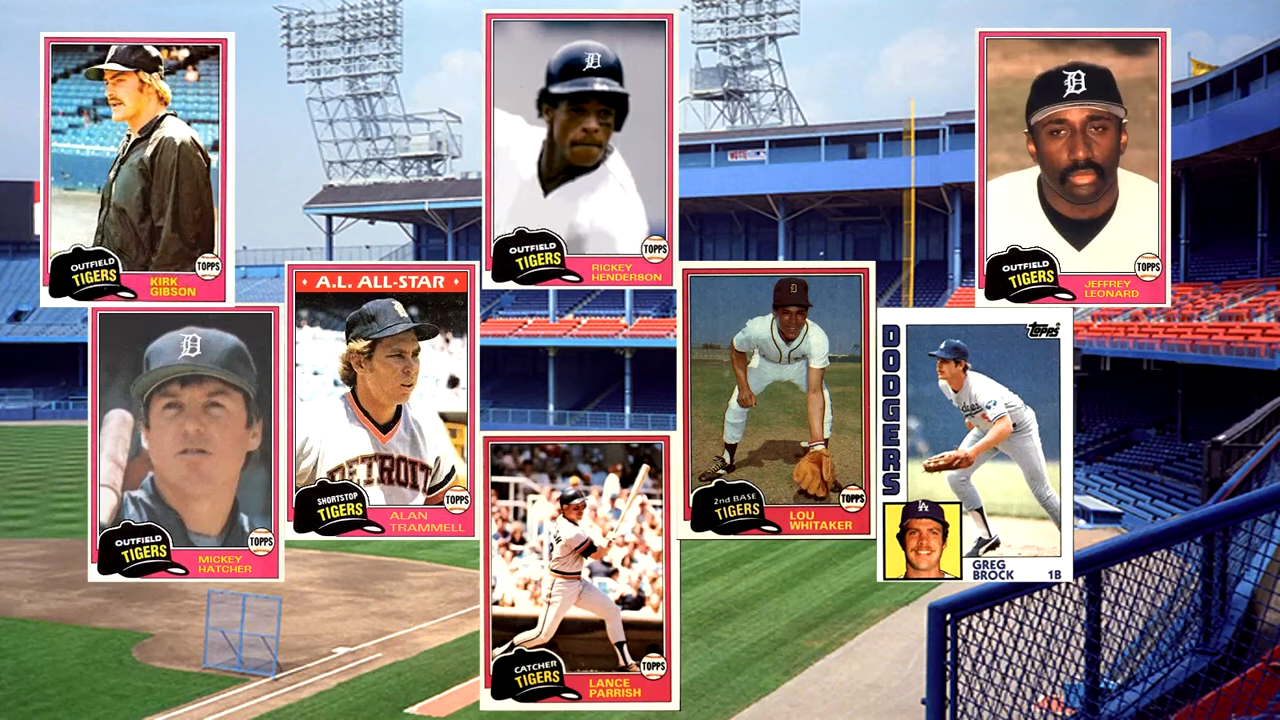 OUTFIELD
TIGERS
KIRK
GIBSON
TOPPS
D
OUTFIELD
TIGERS
RICKEY
HENDERSON
TOPPS
D
OUTFIELD
TIGERS
JEFFREY
LEONARD
TOPPS
D
OUTFIELD
TIGERS
MICKEY
HATCHER
TOPPS
A.L. ALL-STAR
DETROIT
SHORTSTOP
TIGERS
ALAN
TRAMMELL
TOPPS
D
2nd BASE
TIGERS
LOU
WHITAKER
TOPPS
DODGERS
Topps
LA
GREG
BROCK
1B
CATCHER
TIGERS
LANCE
PARRISH
TOPPS